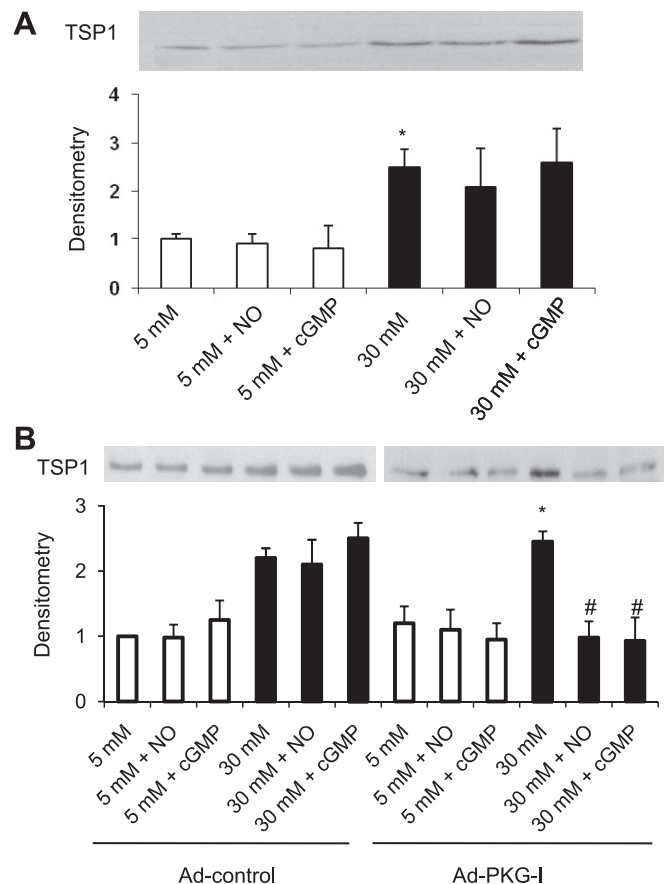 A
TSP1
4
3
2
1
0
Densitometry
*
5 mM
5 mM + NO
5 mM + cGMP
30 mM
30 mM + NO
30 mM + cGMP
B
TSP1
3
2
1
0
Densitometry
*
# #
5 mM
5 mM + NO
5 mM + cGMP
30 mM
30 mM + NO
30 mM + cGMP
5 mM
5 mM + NO
5 mM + cGMP
30 mM
30 mM + NO
30 mM + cGMP
Ad-control
Ad-PKG-I